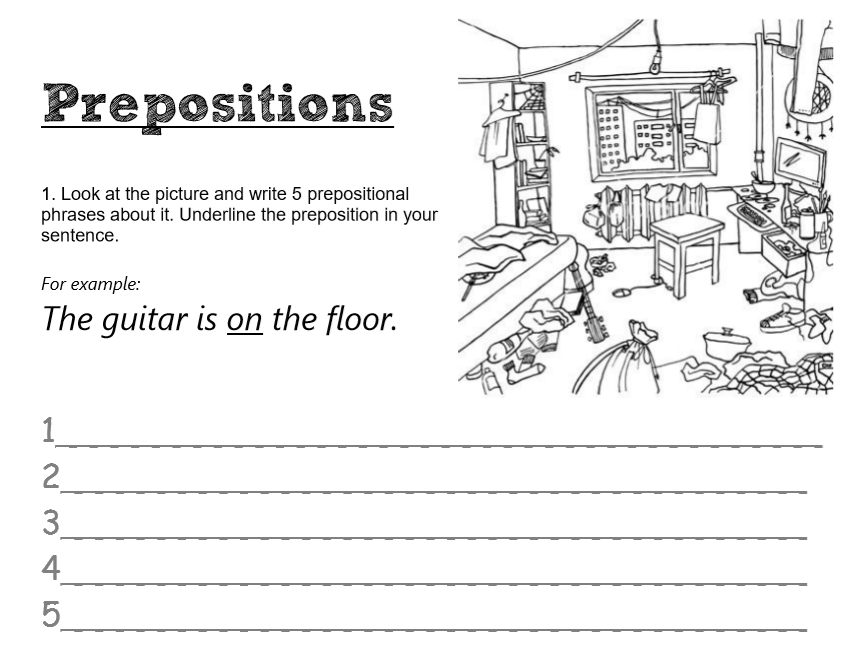 Prepositions
1. Look at the picture and write 5 prepositional
phrases about it. Underline the preposition in your
sentence.
For example:
The guitar is on the floor.
1
2
3
4
5